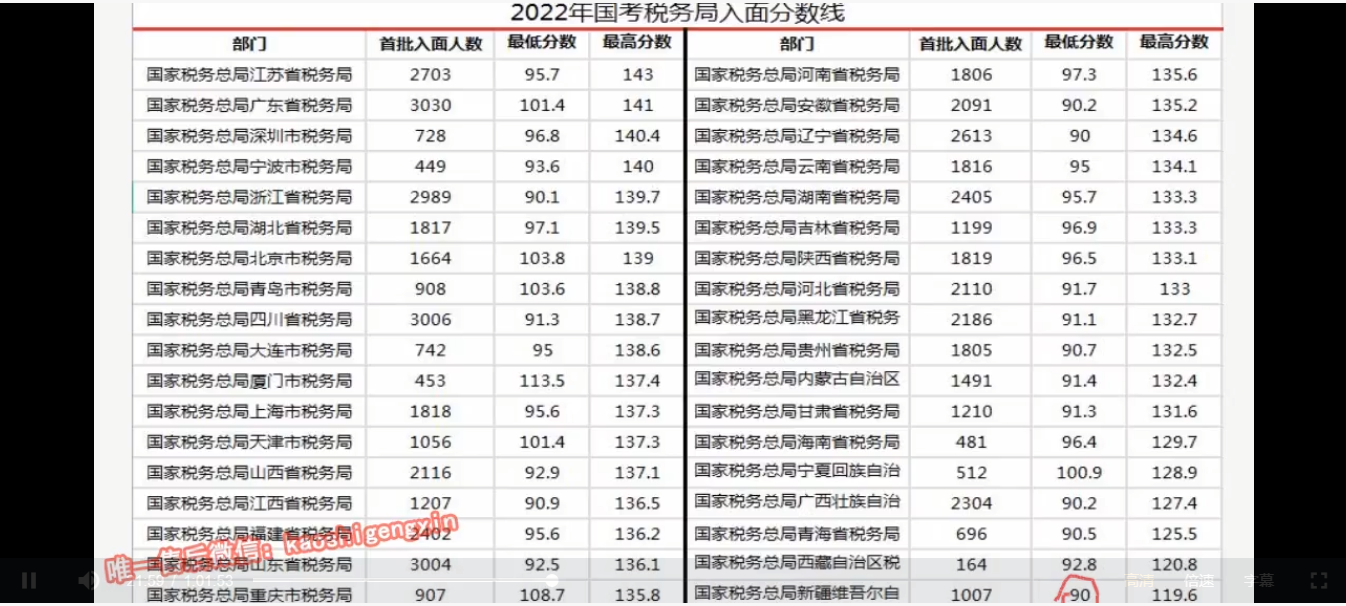 2022年国考税务局入面分数线
部门 首批入面人数 最低分数 最高分数 部门 首批入面人数 最低分数 最高分数
国家税务总局江苏省税务局 2703 95.7 143 国家税务总局河南省税务局 1806 97.3 135.6
国家税务总局广东省税务局 3030 101.4 141 国家税务总局安徽省税务局 2091 90.2 135.2
国家税务总局深圳市税务局 728 96.8 140.4 国家税务总局辽宁省税务局 2613 90 134.6
国家税务总局宁波市税务局 449 93.6 140 国家税务总局云南省税务局 1816 95 134.1
国家税务总局浙江省税务局 2989 90.1 139.7 国家税务总局湖南省税务局 2405 95.7 133.3
国家税务总局湖北省税务局 1817 97.1 139.5 国家税务总局吉林省税务局 1199 96.9 133.3
国家税务总局北京市税务局 1664 103.8 139 国家税务总局陕西省税务局 1819 96.5 133.1
国家税务总局青岛市税务局 908 103.6 138.8 国家税务总局河北省税务局 2110 91.7 133
国家税务总局四川省税务局 3006 91.3 138.7 国家税务总局黑龙江省税务 2186 91.1 132.7
国家税务总局大连市税务局 742 95 138.6 国家税务总局贵州省税务局 1805 90.7 132.5
国家税务总局厦门市税务局 453 113.5 137.4 国家税务总局内蒙古自治区 1491 91.4 132.4
国家税务总局上海市税务局 1818 95.6 137.3 国家税务总局甘肃省税务局 1210 91.3 131.6
国家税务总局天津市税务局 1056 101.4 137.3 国家税务总局海南省税务局 481 96.4 129.7
国家税务总局山西省税务局 2116 92.9 137.1 国家税务总局宁夏回族自治 512 100.9 128.9
国家税务总局江西省税务局 1207 90.9 136.5 国家税务总局广西壮族自治 2304 90.2 127.4
国家税务总局福建省税务局 2402 95.6 136.2 国家税务总局青海省税务局 696 90.5 125.5
唯一售后微信：kaoshigengxin
国家税务总局山东省税务局 3004 92.5 136.1 国家税务总局西藏自治区税 164 92.8 120.8
1:01:53 高清 倍速 字幕
国家税务总局重庆市税务局 907 108.7 135.8 国家税务总局新疆维吾尔自 1007 90 119.6